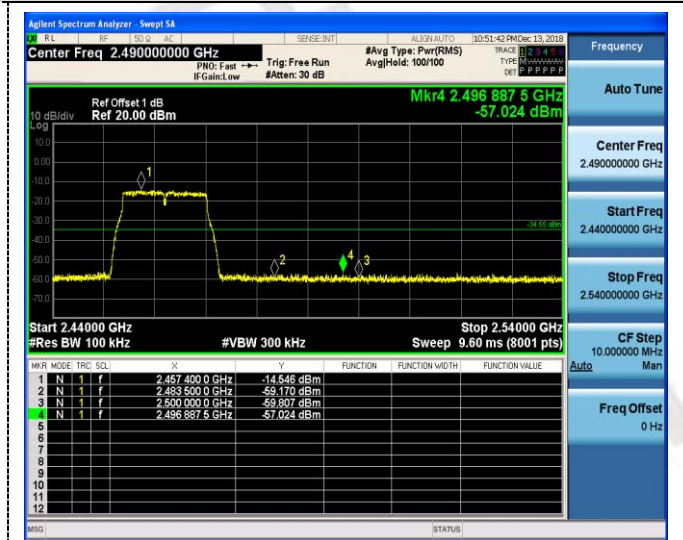 Agilent Spectrum Analyzer - Swept SA
RL RF 50 Ω AC SENSE:INT ALIGN AUTO 10:51:42 PM Dec 13, 2018
Center Freq 2.490000000 GHz
PNO: Fast
IFGain:Low
Trig: Free Run
#Atten: 30 dB
#Avg Type: Pwr(RMS)
Avg|Hold: 100/100
TRACE 1 2 3 4 5 6
TYPE M
DET P P P P P P
Frequency
Mkr4 2.496 887 5 GHz
-57.024 dBm
Ref Offset 1 dB
10 dB/div Ref 20.00 dBm
Log
10.0
0.00
-10.0
-20.0
-30.0
-40.0
-50.0
-60.0
-70.0
1
2
4
3
-34.55 dBm
Start 2.44000 GHz Stop 2.54000 GHz
#Res BW 100 kHz #VBW 300 kHz Sweep 9.60 ms (8001 pts)
MKR MODE TRC SCL X Y FUNCTION FUNCTION WIDTH FUNCTION VALUE
1 N 1 f 2.457 400 0 GHz -14.546 dBm
2 N 1 f 2.483 500 0 GHz -59.170 dBm
3 N 1 f 2.500 000 0 GHz -59.807 dBm
4 N 1 f 2.496 887 5 GHz -57.024 dBm
5
6
7
8
9
10
11
12
MSG STATUS
Auto Tune
Center Freq
2.490000000 GHz
Start Freq
2.440000000 GHz
Stop Freq
2.540000000 GHz
CF Step
10.000000 MHz
Auto Man
Freq Offset
0 Hz